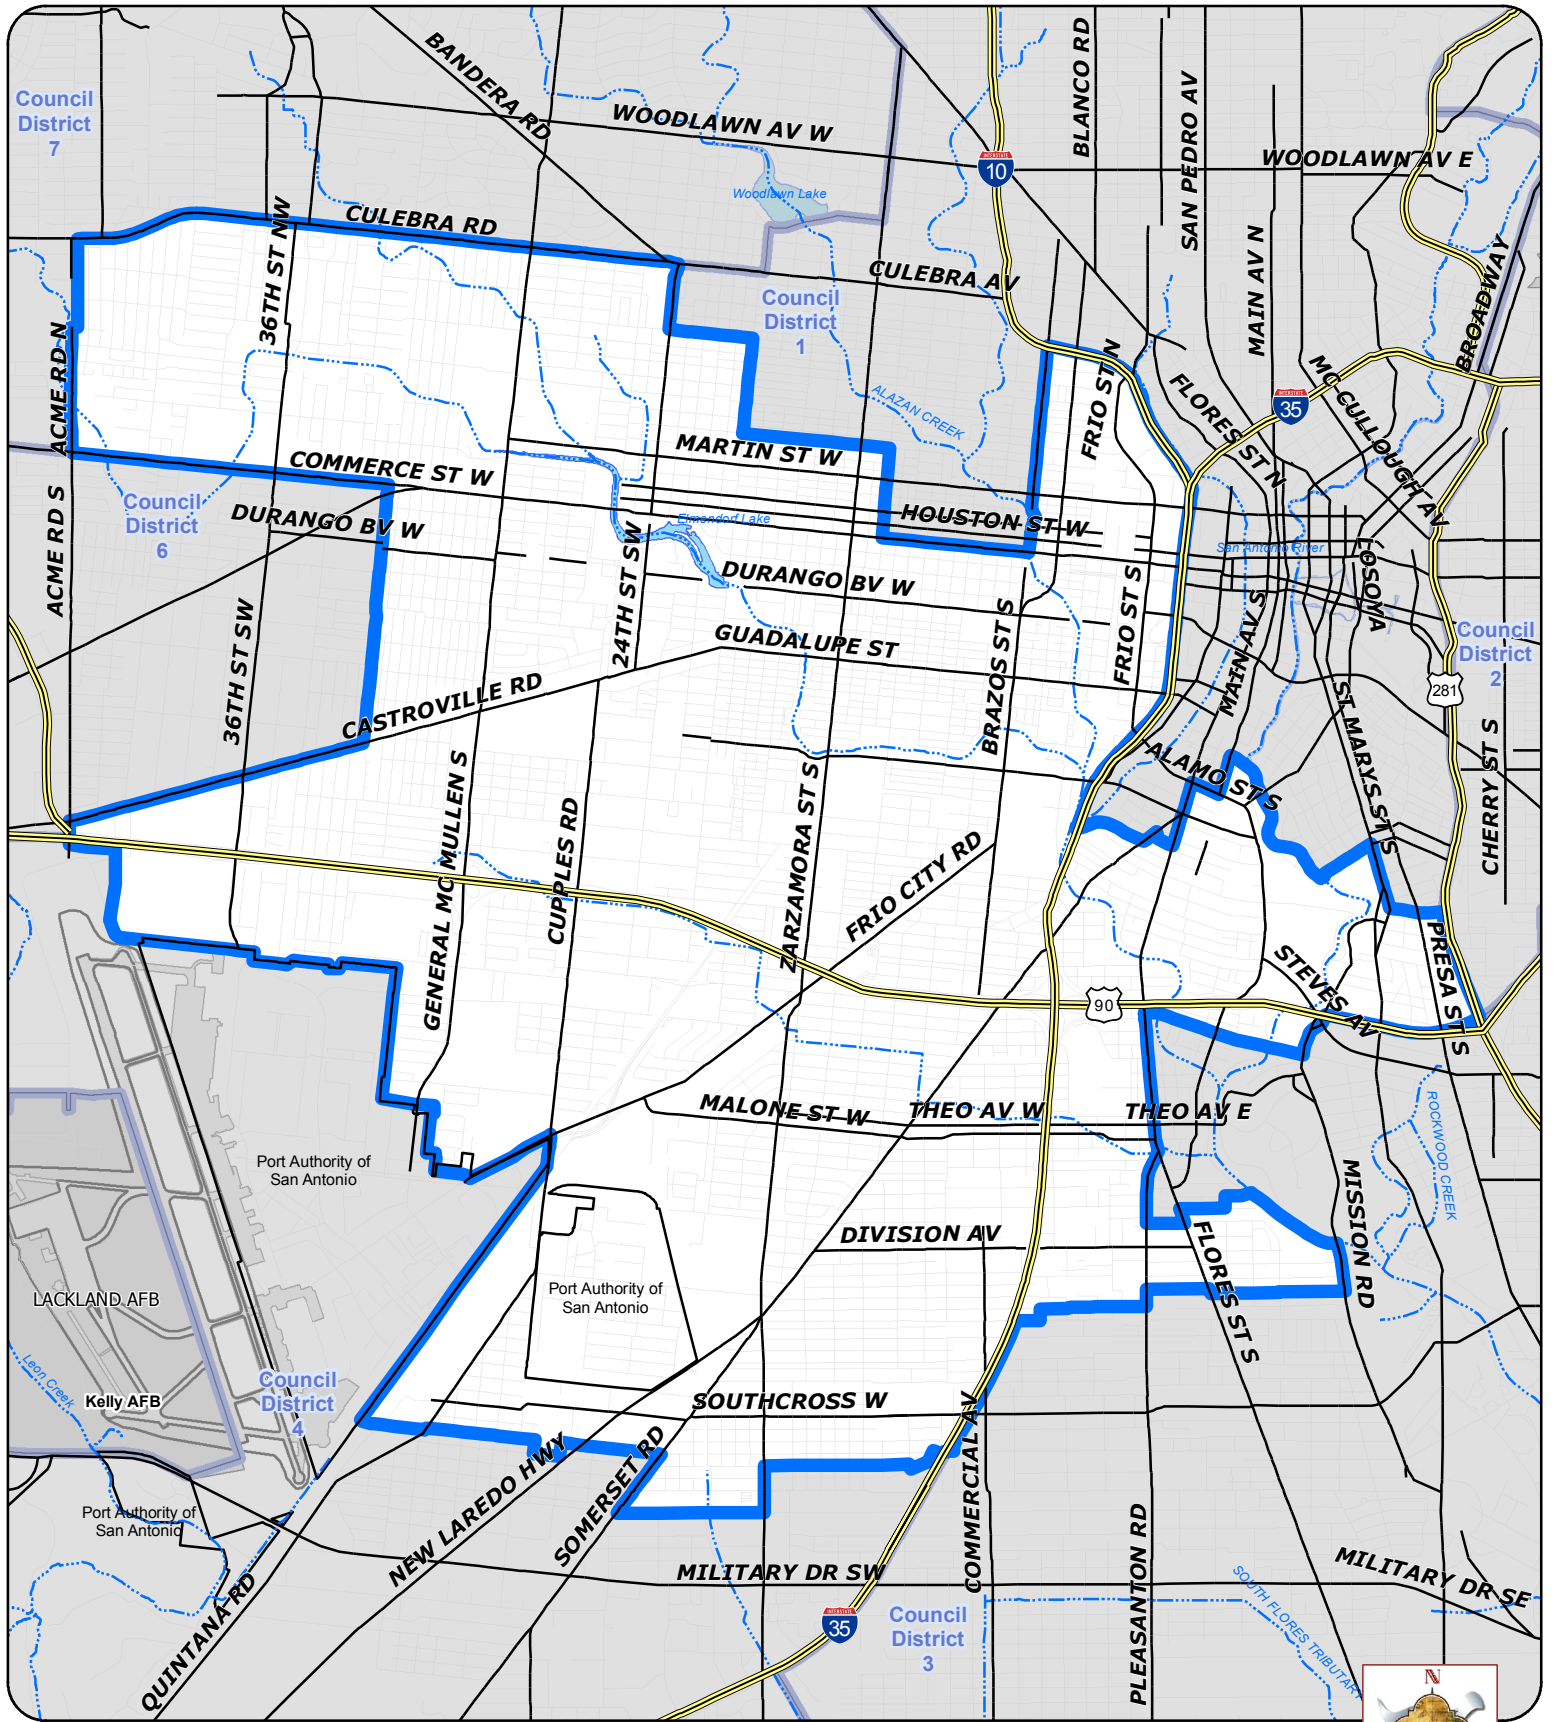 BANDERA RD
BLANCO RD
SAN PEDRO AV
Council
District
7
WOODLAWN AV W
INTERSTATE
10
WOODLAWN AV E
Woodlawn Lake
36TH ST NW
CULEBRA RD
CULEBRA AV
MAIN AV N
BROADWAY
Council
District
1
ACME RD N
FRIO ST N
FLORES ST N
MC CULLOUGH AV
INTERSTATE
35
ALAZAN CREEK
MARTIN ST W
COMMERCE ST W
Council
District
6
DURANGO BV W
ACME RD S
Elmendorf Lake
HOUSTON ST W
San Antonio River
LOSOYA
24TH ST SW
DURANGO BV W
36TH ST SW
GUADALUPE ST
BRAZOS ST S
FRIO ST S
MAIN AV S
Council
District
2
281
CASTROVILLE RD
ST MARYS ST S
ALAMO ST S
CHERRY ST S
GENERAL MC MULLEN S
CUPPLES RD
ZARZAMORA ST S
FRIO CITY RD
STEVES AV
PRESA ST S
90
MALONE ST W
THEO AV W
THEO AV E
ROCKWOOD CREEK
Port Authority of
San Antonio
MISSION RD
DIVISION AV
FLORES ST S
Port Authority of
San Antonio
LACKLAND AFB
Leon Creek
Kelly AFB
Council
District
4
SOUTHCROSS W
COMMERCIAL AV
NEW LAREDO HWY
SOMERSET RD
Port Authority of
San Antonio
PLEASANTON RD
MILITARY DR SW
MILITARY DR SE
QUINTANA RD
INTERSTATE
35
Council
District
3
SOUTH FLORES TRIBUTARY
N